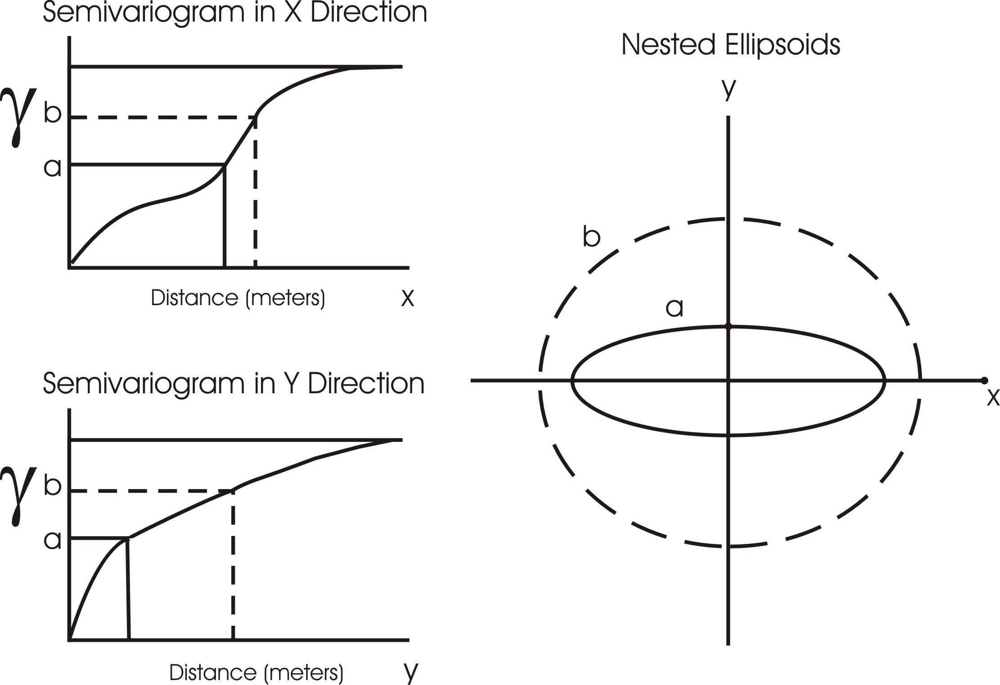 Semivariogram in X Direction
γ
b
a
Distance (meters)
x
Semivariogram in Y Direction
γ
b
a
Distance (meters)
y
Nested Ellipsoids
y
b
a
x